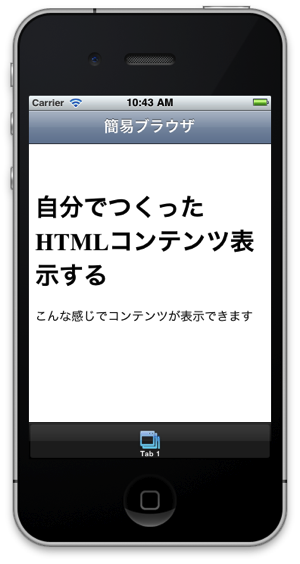 Carrier 10:43 AM
簡易ブラウザ
自分でつくった
HTMLコンテンツ表
示する
こんな感じでコンテンツが表示できます
Tab 1